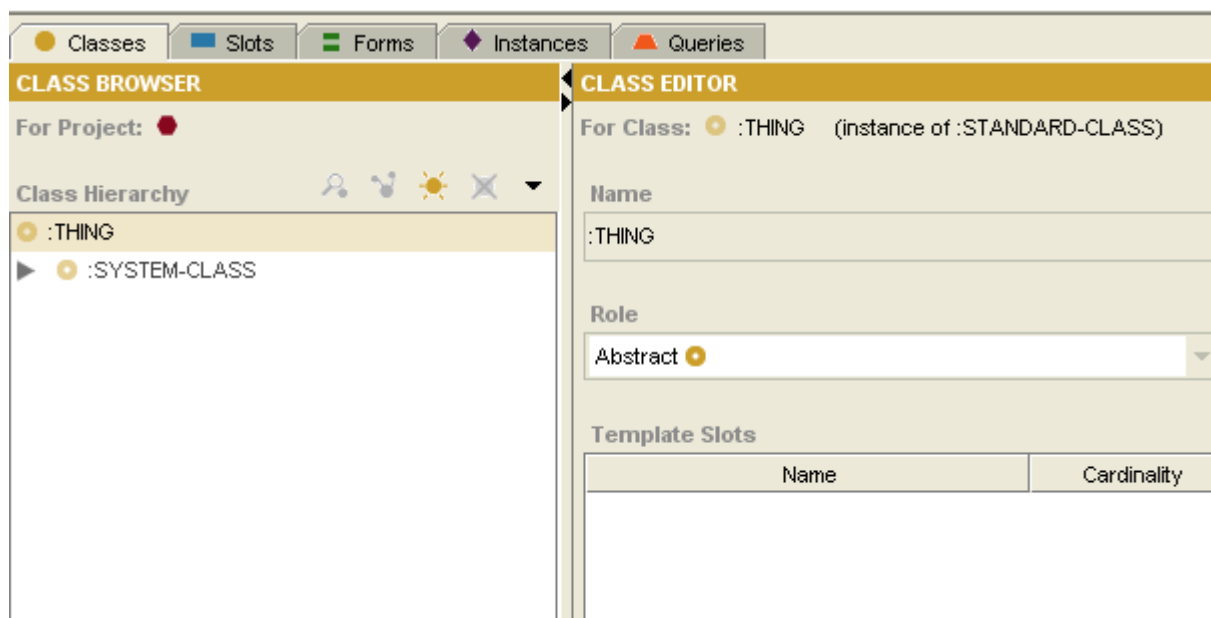 Classes Slots Forms Instances Queries
CLASS BROWSER
For Project:
Class Hierarchy
:THING
:SYSTEM-CLASS
CLASS EDITOR
For Class: :THING (instance of :STANDARD-CLASS)
Name
:THING
Role
Abstract
Template Slots
Name Cardinality